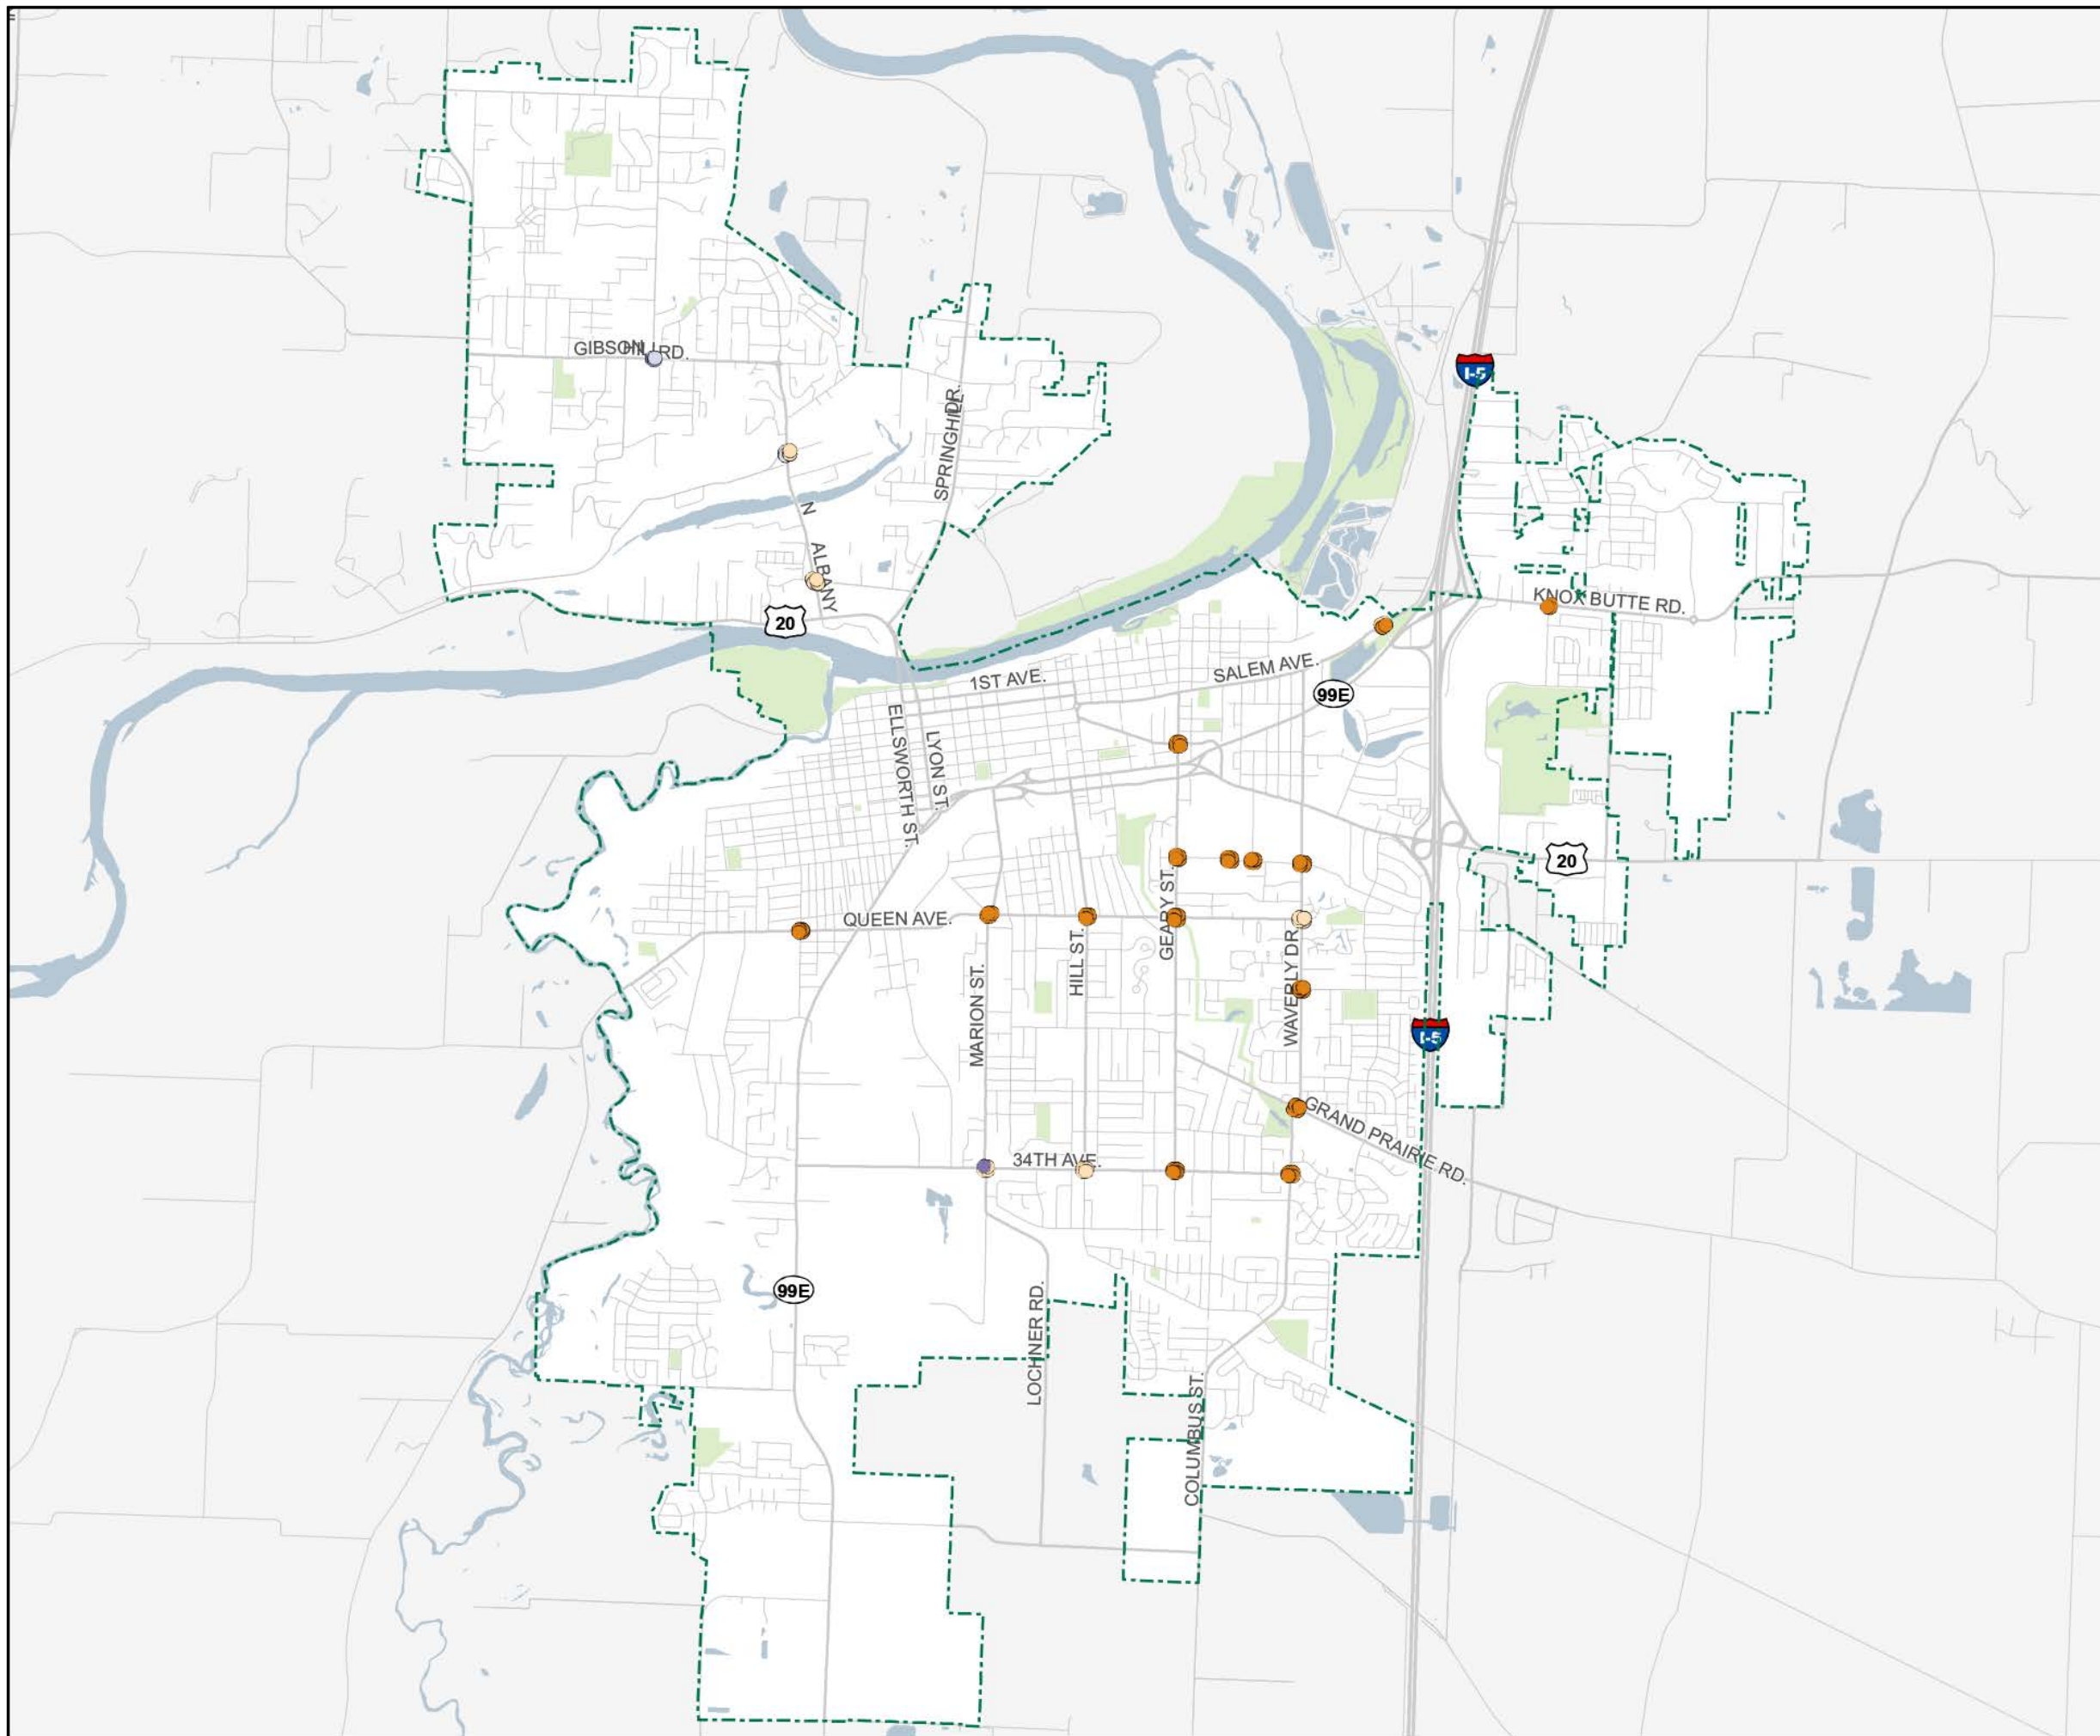 GIBSON HILL RD.
SPRINGHILL DR.
I-5
N
ALBANY
20
KNOX BUTTE RD.
SALEM AVE.
1ST AVE.
99E
ELLSWORTH ST.
LYON ST.
20
QUEEN AVE.
GEARY ST.
HILL ST.
MARION ST.
WAVERLY DR.
I-5
GRAND PRAIRIE RD.
34TH AVE.
99E
LOCHNER RD.
COLUMBUS ST.